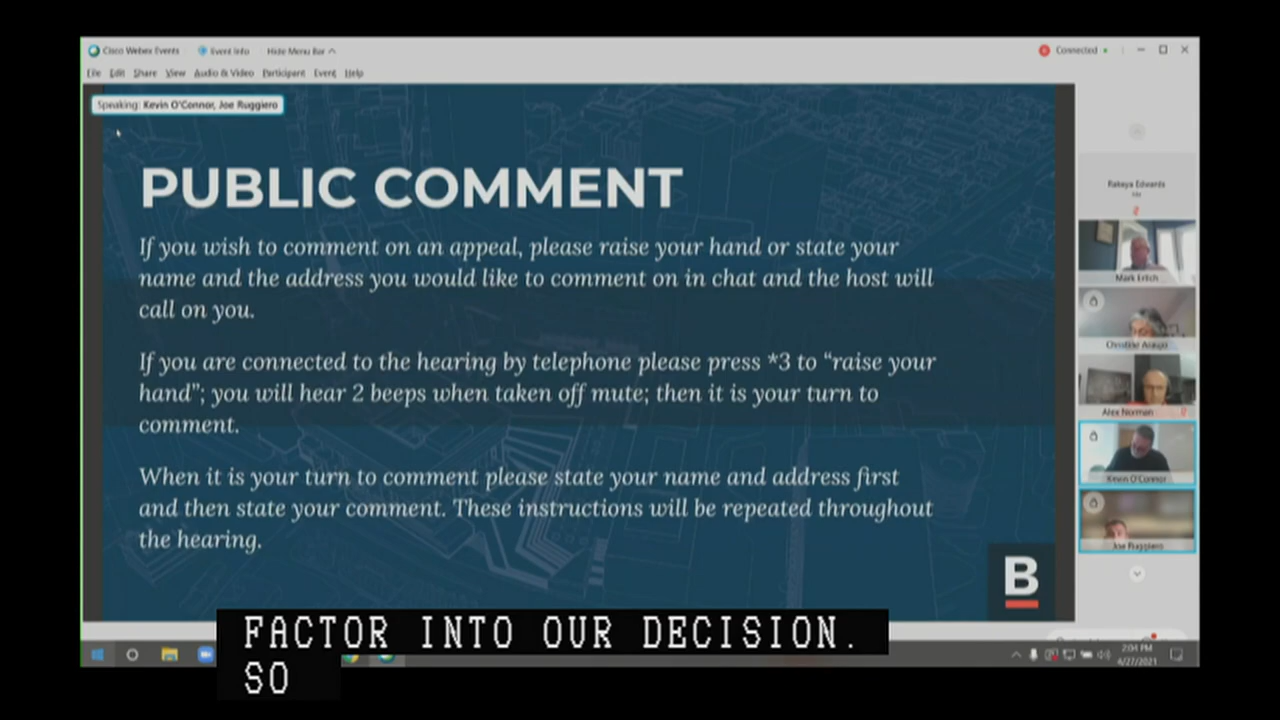 Cisco Webex Events
Event Info
Hide Menu Bar
Connected
File Edit Share View Audio & Video Participant Event Help
Speaking: Kevin O'Connor, Joe Ruggiero
PUBLIC COMMENT
If you wish to comment on an appeal, please raise your hand or state your
name and the address you would like to comment on in chat and the host will
call on you.
If you are connected to the hearing by telephone please press *3 to “raise your
hand”; you will hear 2 beeps when taken off mute; then it is your turn to
comment.
When it is your turn to comment please state your name and address first
and then state your comment. These instructions will be repeated throughout
the hearing.
B
Rakeya Edwards
Me
Mark Erlich
Christine Araujo
Alex Norman
Kevin O'Connor
Joe Ruggiero
FACTOR INTO OUR DECISION.
SO
2:04 PM
4/27/2021